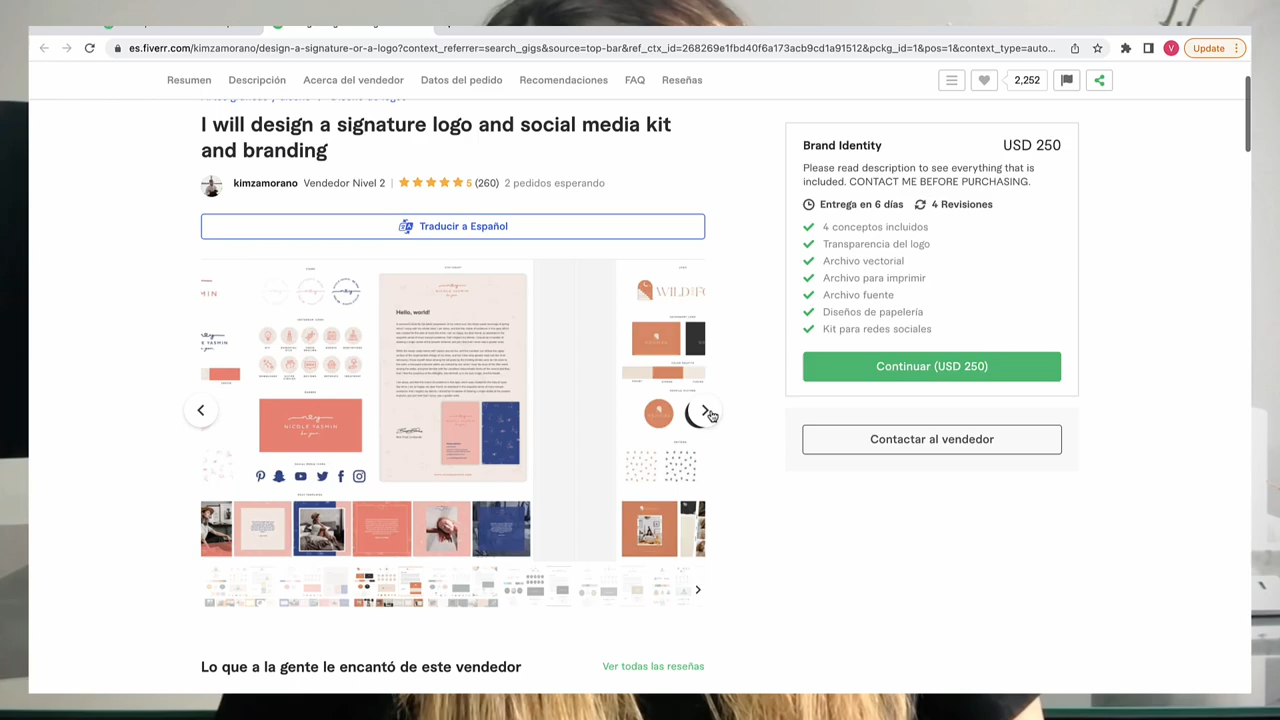 es.fiverr.com/kimzamorano/design-a-signature-or-a-logo?context_referrer=search_gigs&source=top-bar&ref_ctx_id=268269e1fbd40f6a173acb9cd1a91512&pckg_id=1&pos=1&context_type=auto...
V
Update
Resumen
Descripción
Acerca del vendedor
Datos del pedido
Recomendaciones
FAQ
Reseñas
2,252
I will design a signature logo and social media kit
and branding
kimzamorano Vendedor Nivel 2 | 5 (260) 2 pedidos esperando
Traducir a Español
Hello, world!
NICOLE YASMIN
Brand Identity USD 250
Please read description to see everything that is
included. CONTACT ME BEFORE PURCHASING.
Entrega en 6 días 4 Revisiones
4 conceptos incluidos
Transparencia del logo
Archivo vectorial
Archivo para imprimir
Archivo fuente
Diseños de papelería
Kit para redes sociales
Continuar (USD 250)
Contactar al vendedor
Lo que a la gente le encantó de este vendedor
Ver todas las reseñas